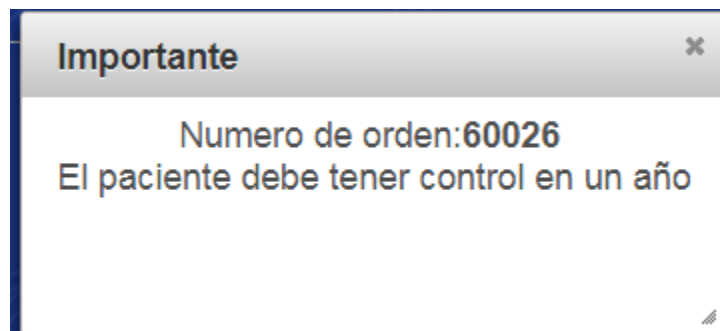 Importante
Numero de orden:60026
El paciente debe tener control en un año